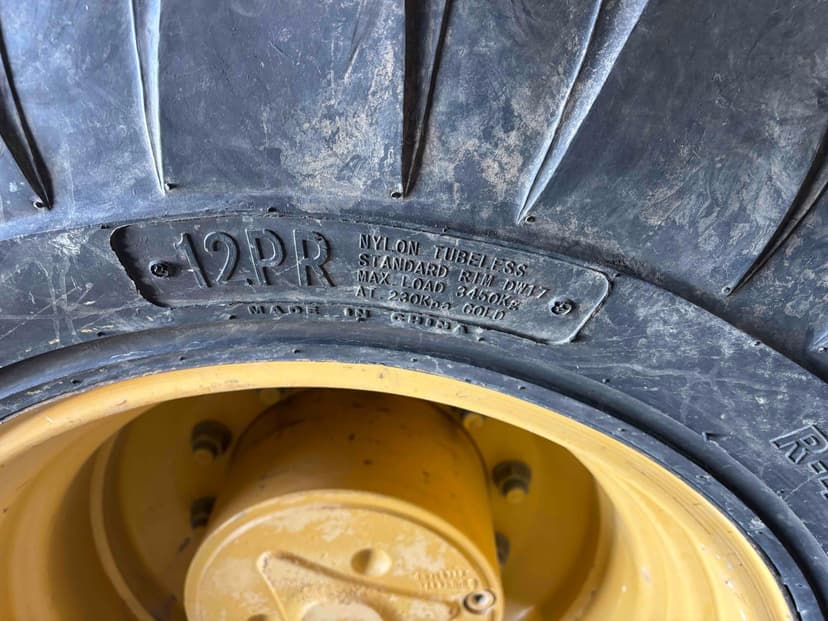 12PR
NYLON TUBELESS
STANDARD RIM DW17
MAX. LOAD 3450Kg
AT 230Kpa COLD
MADE IN CHINA